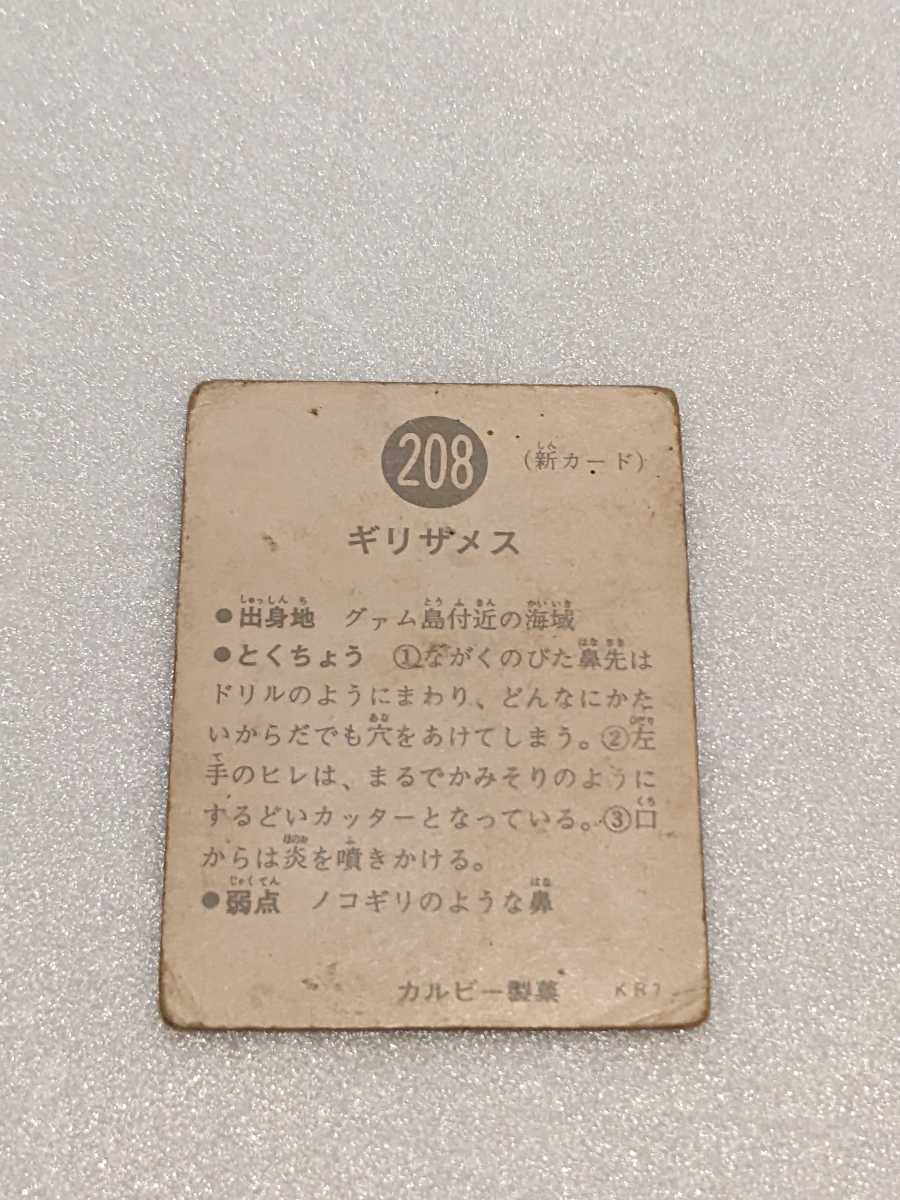 208
(新カード)
ギリザメス
●出身地 グァム島付近の海域
●とくちょう ①ながくのびた鼻先は
ドリルのようにまわり、どんなにかた
いからだでも穴をあけてしまう。②左
手のヒレは、まるでかみそりのように
するどいカッターとなっている。③口
からは炎を噴きかける。
●弱点 ノコギリのような鼻
カルビー製菓 KR7